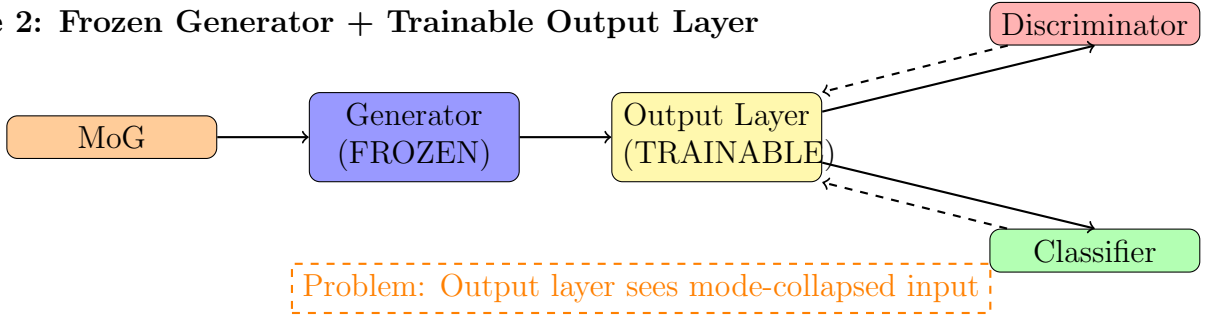 2: Frozen Generator + Trainable Output Layer
Discriminator
MoG
Generator
(FROZEN)
Output Layer
(TRAINABLE)
Classifier
Problem: Output layer sees mode-collapsed input